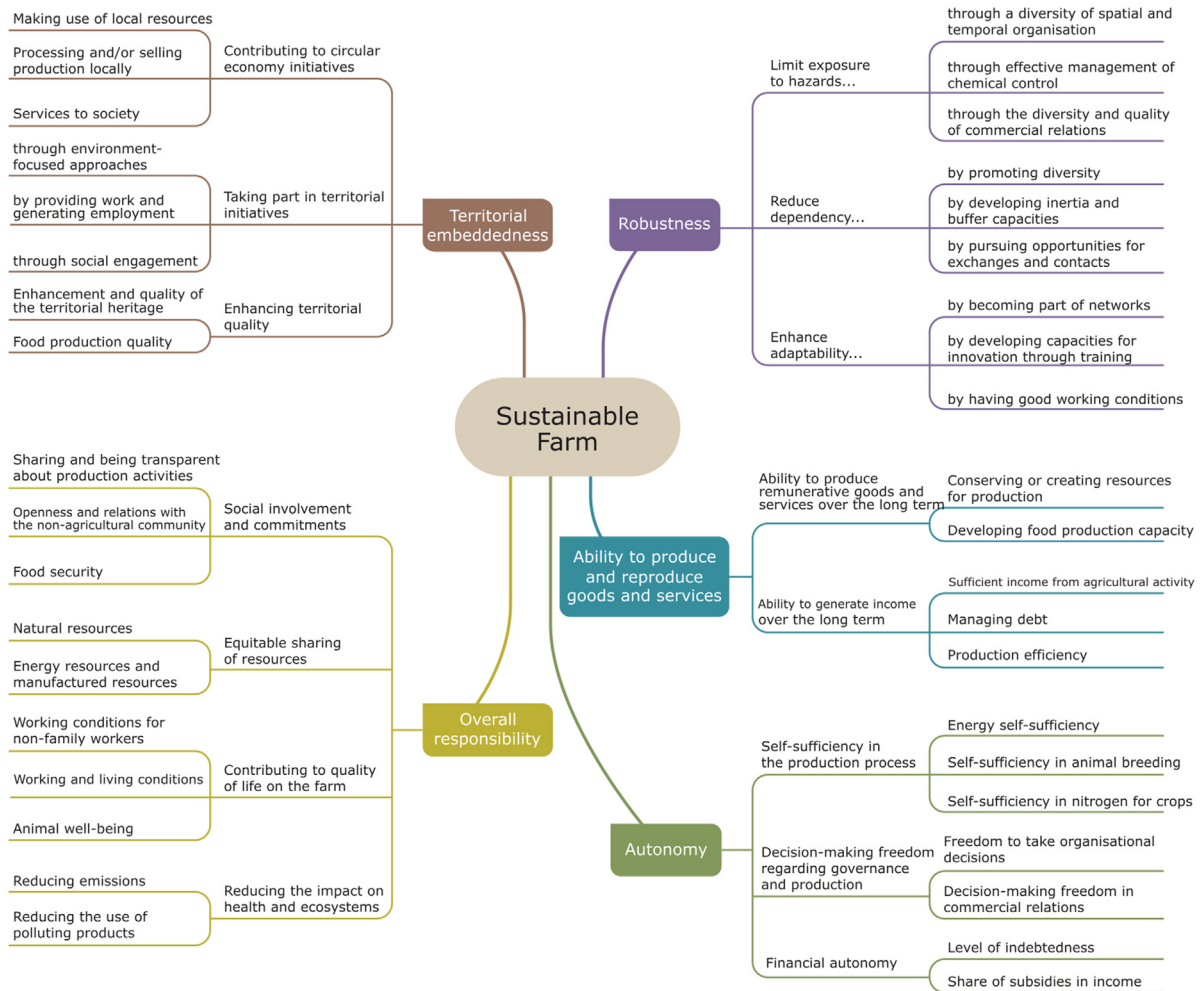 Making use of local resources
Processing and/or selling
production locally
Services to society
Contributing to circular
economy initiatives
through environment-
focused approaches
by providing work and
generating employment
through social engagement
Taking part in territorial
initiatives
Enhancement and quality of
the territorial heritage
Food production quality
Enhancing territorial
quality
Territorial
embeddedness
Robustness
Limit exposure
to hazards...
through a diversity of spatial and
temporal organisation
through effective management of
chemical control
through the diversity and quality
of commercial relations
Reduce
dependency...
by promoting diversity
by developing inertia and
buffer capacities
by pursuing opportunities for
exchanges and contacts
Enhance
adaptability...
by becoming part of networks
by developing capacities for
innovation through training
by having good working conditions
Sustainable
Farm
Sharing and being transparent
about production activities
Openness and relations with
the non-agricultural community
Food security
Social involvement
and commitments
Natural resources
Energy resources and
manufactured resources
Equitable sharing
of resources
Working conditions for
non-family workers
Working and living conditions
Animal well-being
Contributing to quality
of life on the farm
Reducing emissions
Reducing the use of
polluting products
Reducing the impact on
health and ecosystems
Overall
responsibility
Ability to produce
and reproduce
goods and services
Ability to produce
remunerative goods and
services over the long term
Conserving or creating resources
for production
Developing food production capacity
Ability to generate income
over the long term
Sufficient income from agricultural activity
Managing debt
Production efficiency
Autonomy
Self-sufficiency in
the production process
Energy self-sufficiency
Self-sufficiency in animal breeding
Self-sufficiency in nitrogen for crops
Decision-making freedom
regarding governance
and production
Freedom to take organisational
decisions
Decision-making freedom in
commercial relations
Financial autonomy
Level of indebtedness
Share of subsidies in income